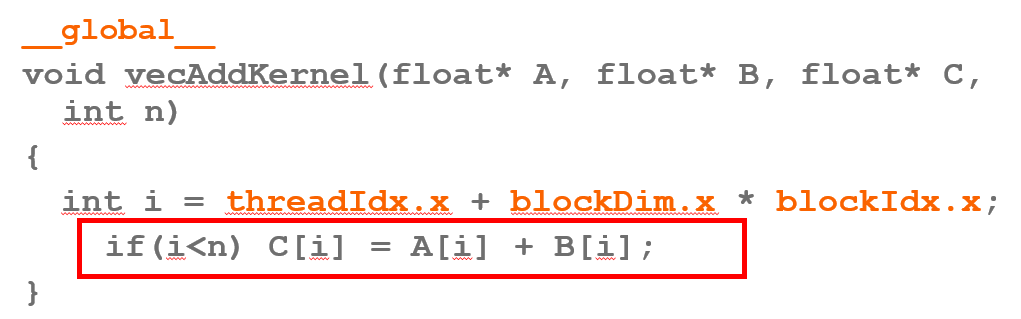 __global__
void vecAddKernel(float* A, float* B, float* C,
int n)
{
int i = threadIdx.x + blockDim.x * blockIdx.x;
if(i<n) C[i] = A[i] + B[i];
}